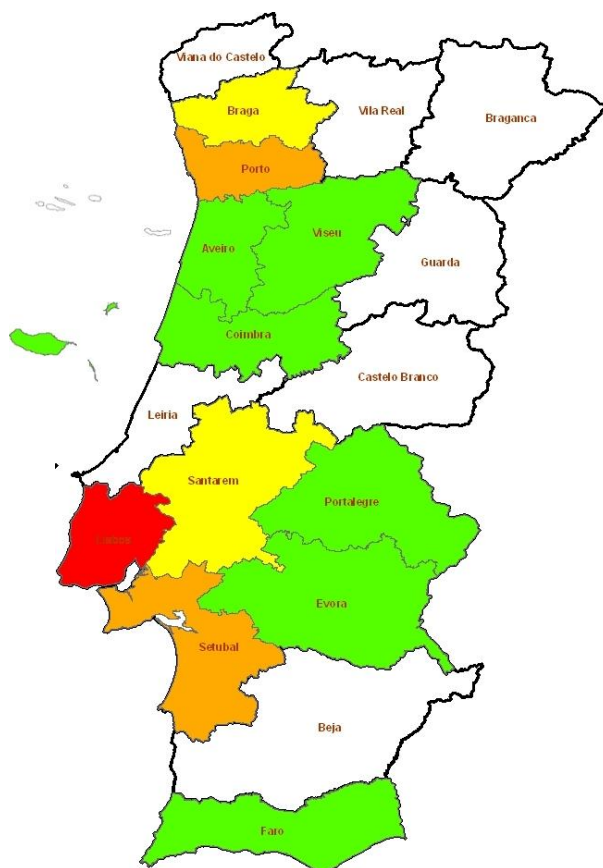 Viana do Castelo
Braga
Vila Real
Braganca
Porto
Aveiro
Viseu
Guarda
Coimbra
Castelo Branco
Leiria
Santarem
Portalegre
Lisboa
Evora
Setubal
Beja
Faro